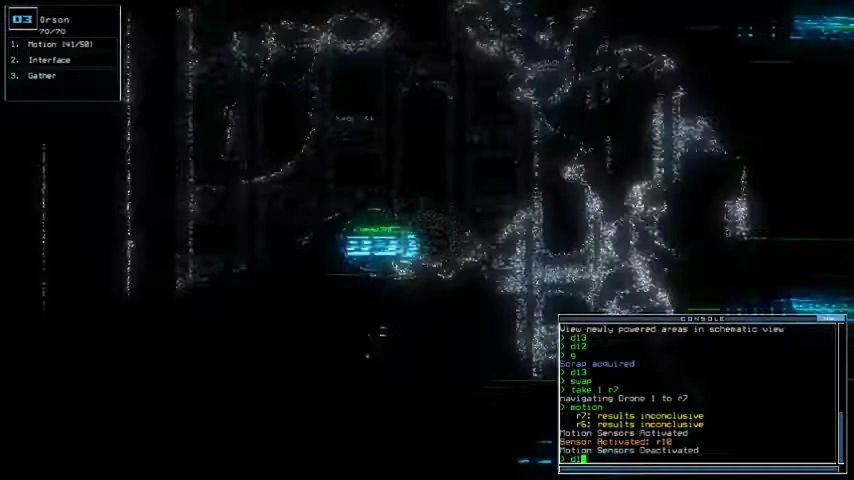 03 Orson
70/70
1. Motion (41/50)
2. Interface
3. Gather
CONSOLE
View newly powered areas in schematic view
> d13
> d12
> g
Scrap acquired
> d13
> swap
> take 1 r7
Navigating Drone 1 to r7
> motion
r7: results inconclusive
r6: results inconclusive
Motion Sensors Activated
Sensor Activated: r10
Motion Sensors Deactivated
> d1